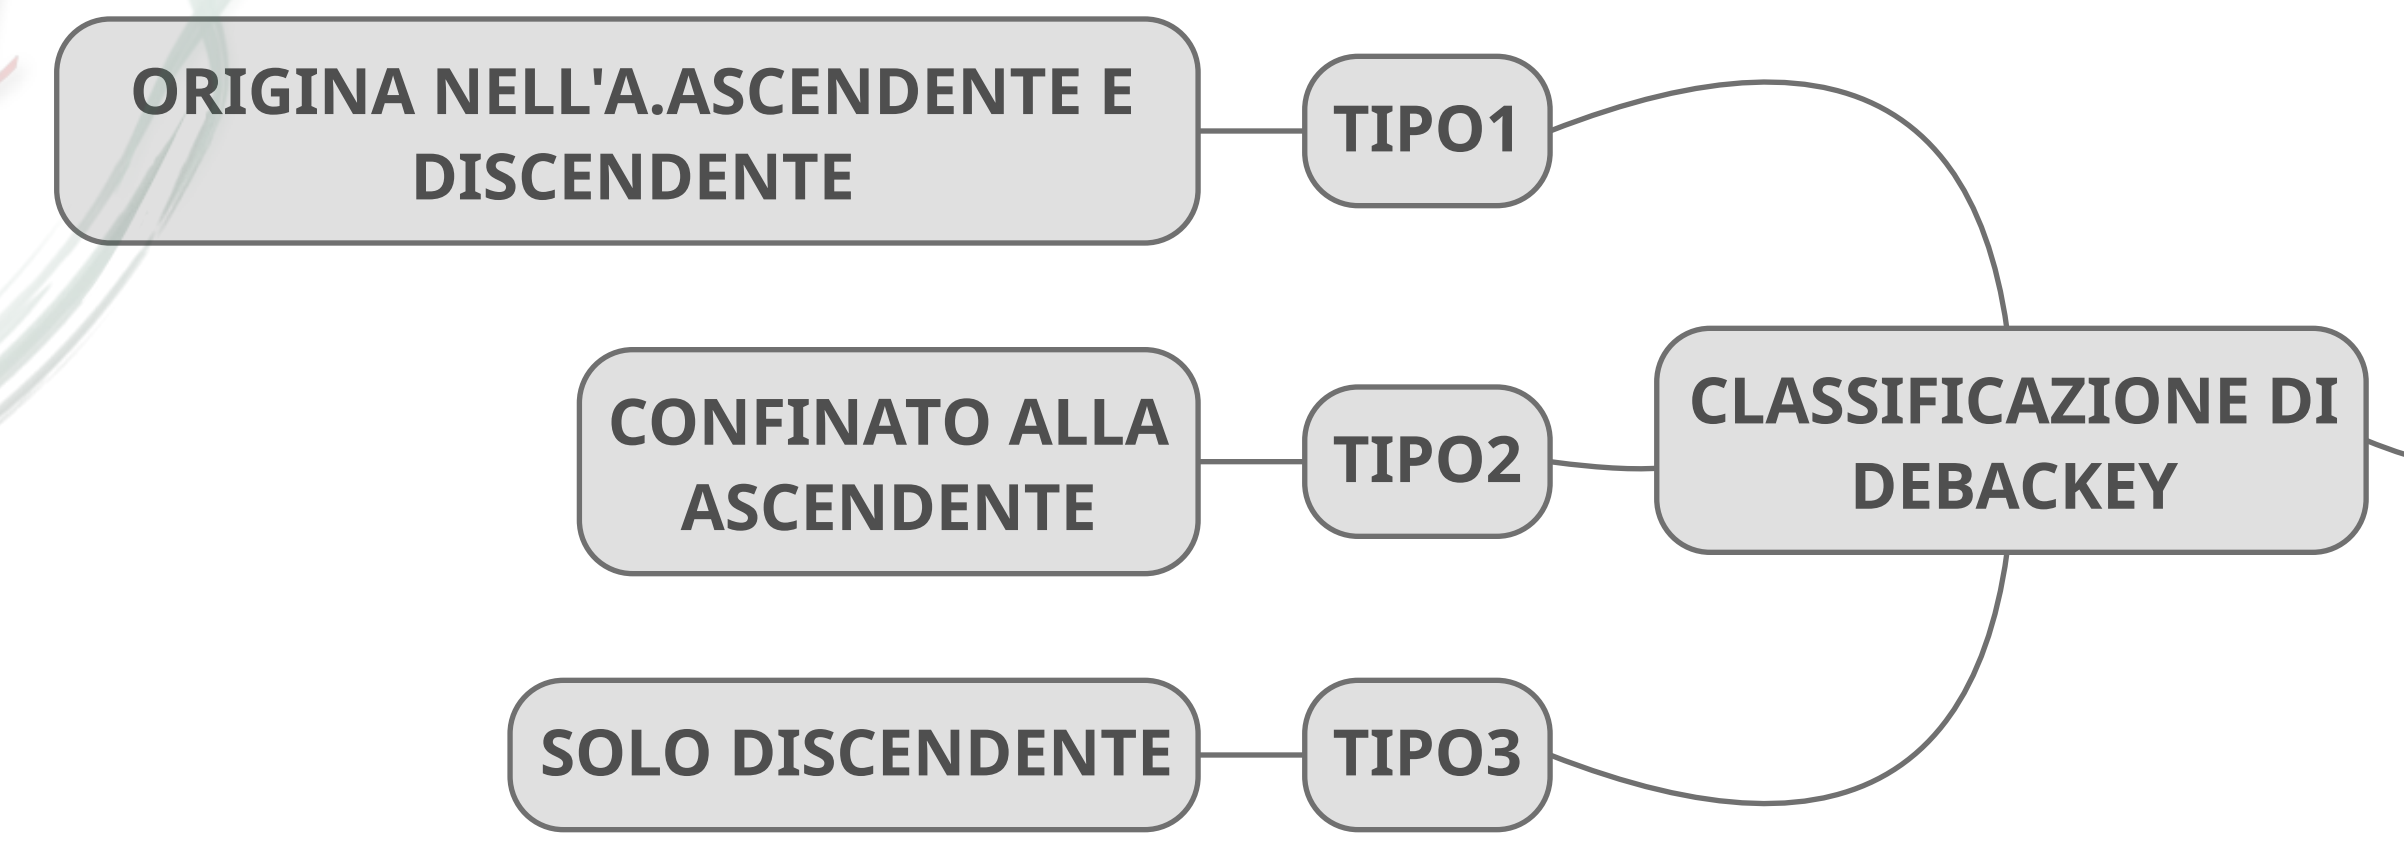 ORIGINA NELL'A.ASCENDENTE E
DISCENDENTE
TIPO1
CONFINATO ALLA
ASCENDENTE
TIPO2
CLASSIFICAZIONE DI
DEBACKEY
SOLO DISCENDENTE
TIPO3